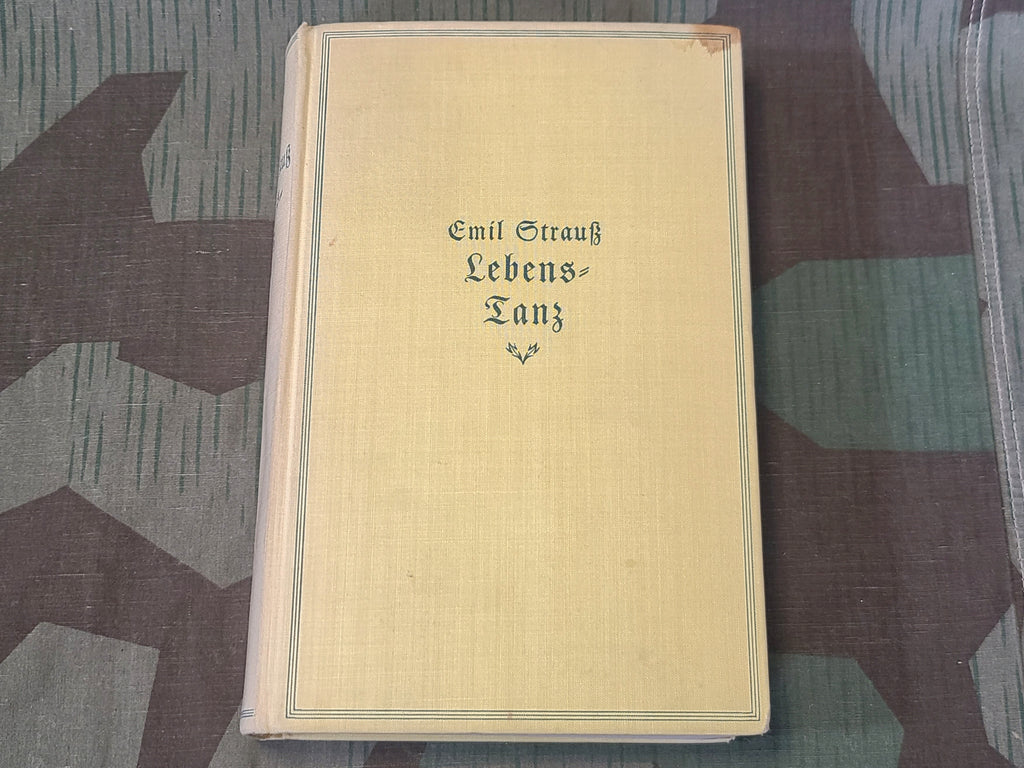 Emil Strauß
Lebens-
Tanz